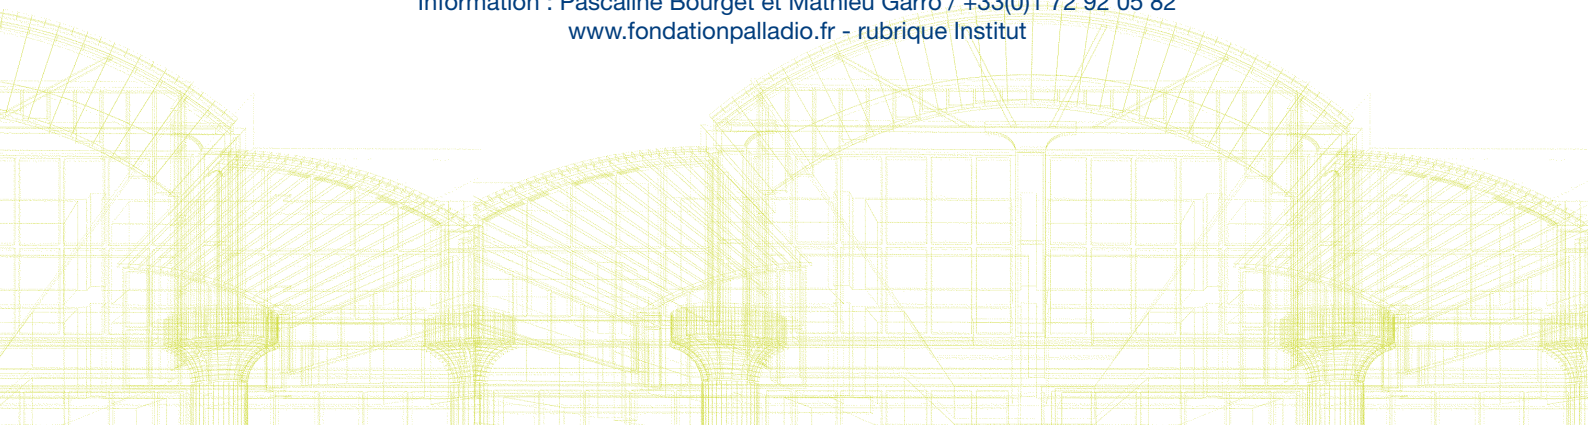 Information : Pascaline Bourget et Mathieu Garro / +33(0)1 72 92 05 82
www.fondationpalladio.fr - rubrique Institut